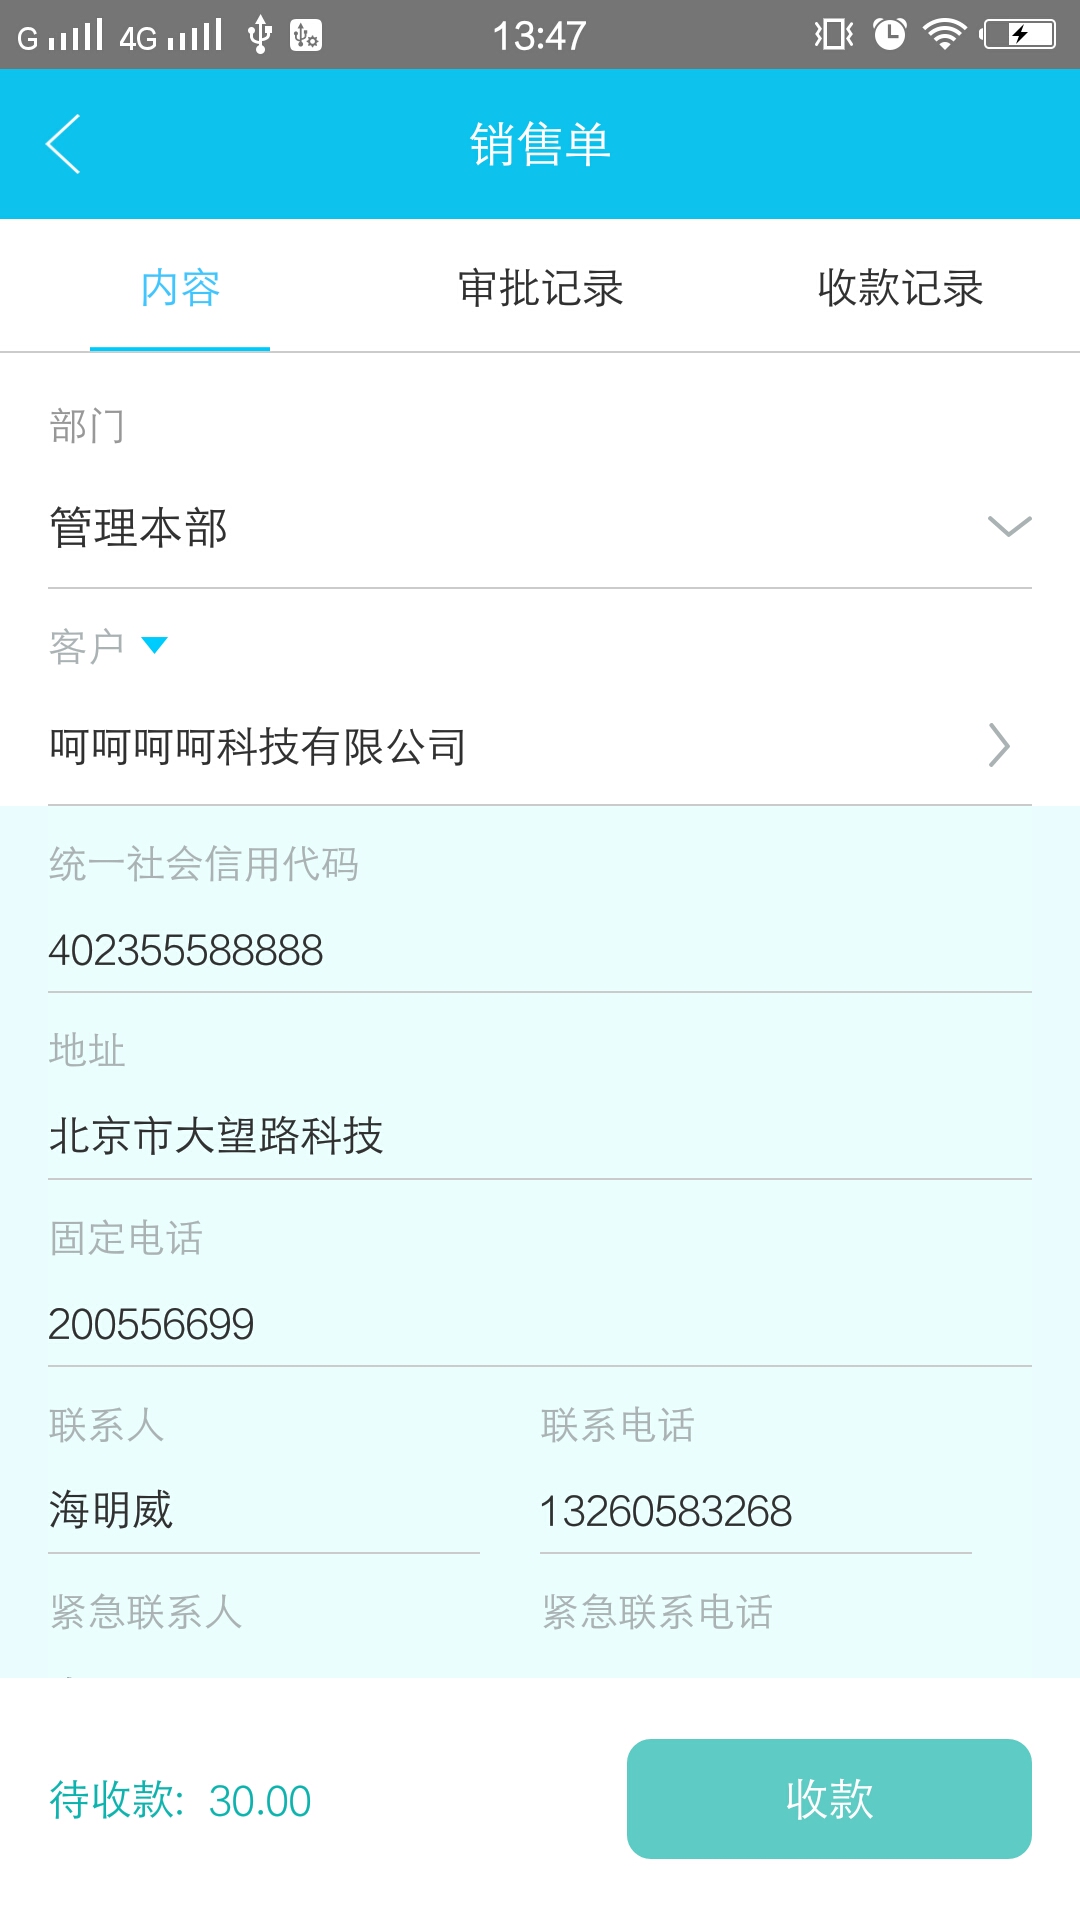 G 4G 13:47
销售单
内容 审批记录 收款记录
部门
管理本部
客户
呵呵呵呵科技有限公司
统一社会信用代码
402355588888
地址
北京市大望路科技
固定电话
200556699
联系人 联系电话
海明威 13260583268
紧急联系人 紧急联系电话
待收款: 30.00 收款